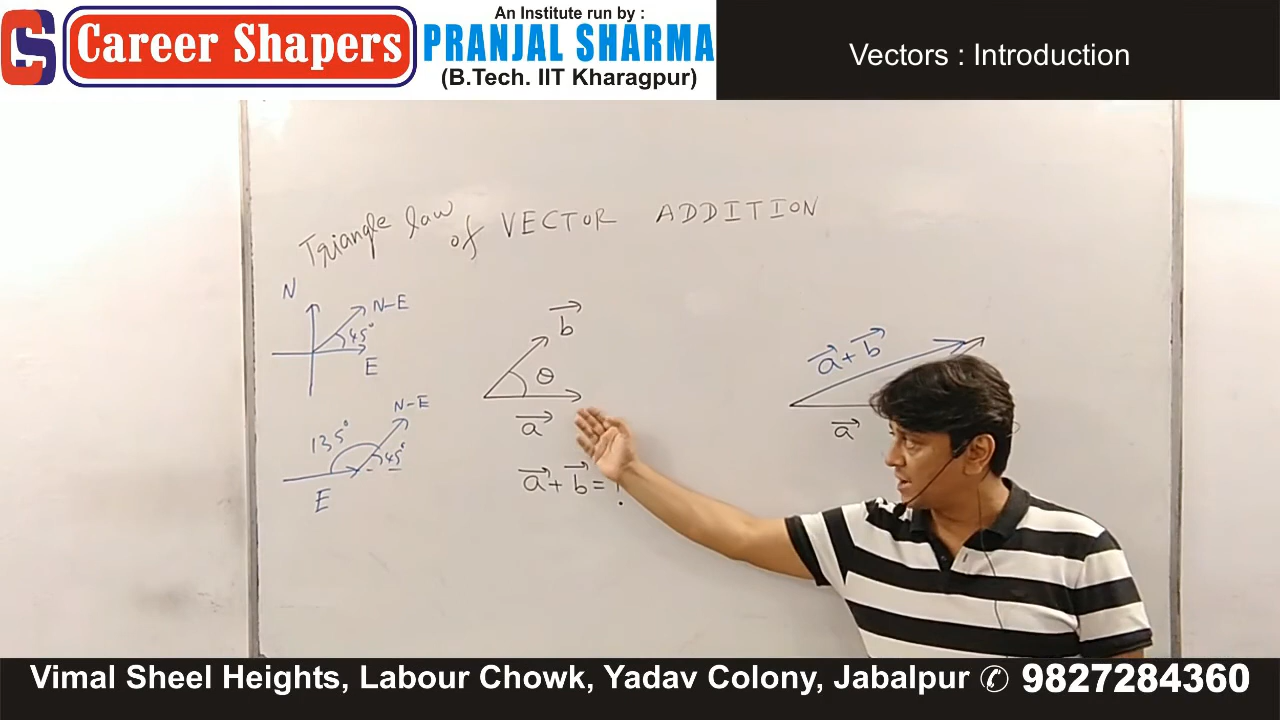 An Institute run by :
Career Shapers
PRANJAL SHARMA
(B.Tech. IIT Kharagpur)
Vectors : Introduction
Triangle law of VECTOR ADDITION
N
N-E
45°
E
N-E
135°
45°
E
b
θ
a
a + b = ?
a + b
a
Vimal Sheel Heights, Labour Chowk, Yadav Colony, Jabalpur ✆ 9827284360